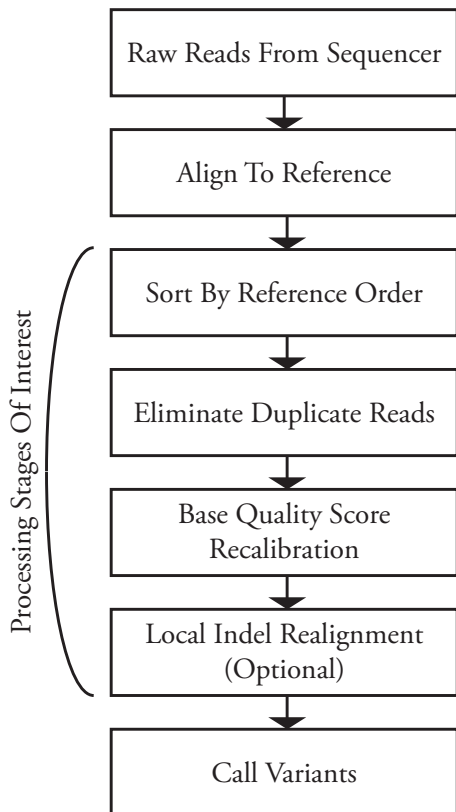 Raw Reads From Sequencer
Align To Reference
Processing Stages Of Interest
Sort By Reference Order
Eliminate Duplicate Reads
Base Quality Score
Recalibration
Local Indel Realignment
(Optional)
Call Variants